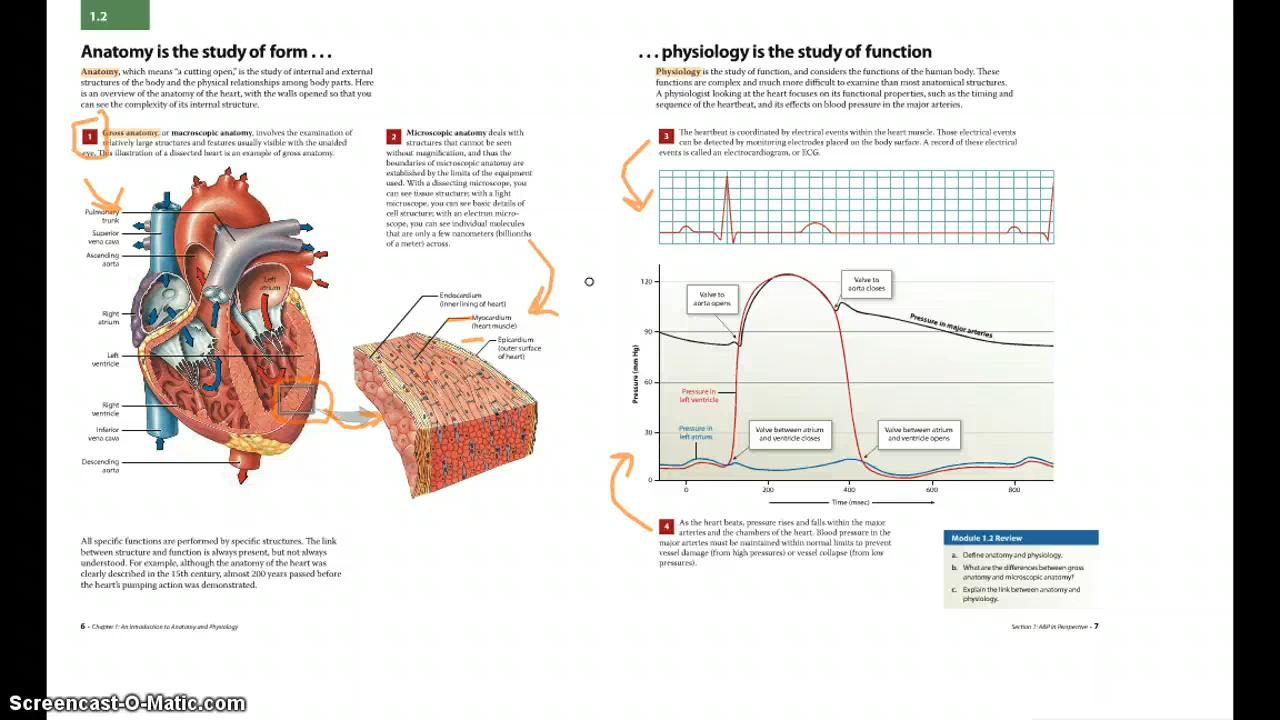 1.2
Anatomy is the study of form . . .
Anatomy, which means “a cutting open,” is the study of internal and external
structures of the body and the physical relationships among body parts. Here
is an overview of the anatomy of the heart, with the walls opened so that you
can see the complexity of its internal structure.
1 Gross anatomy, or macroscopic anatomy, involves the examination of
relatively large structures and features usually visible with the unaided
eye. This illustration of a dissected heart is an example of gross anatomy.
Pulmonary
trunk
Superior
vena cava
Ascending
aorta
Left
atrium
Right
atrium
Left
ventricle
Right
ventricle
Inferior
vena cava
Descending
aorta
2 Microscopic anatomy deals with
structures that cannot be seen
without magnification, and thus the
boundaries of microscopic anatomy are
established by the limits of the equipment
used. With a dissecting microscope, you
can see tissue structure; with a light
microscope, you can see basic details of
cell structure; with an electron micro-
scope, you can see individual molecules
that are only a few nanometers (billionths
of a meter) across.
Endocardium
(inner lining of heart)
Myocardium
(heart muscle)
Epicardium
(outer surface
of heart)
All specific functions are performed by specific structures. The link
between structure and function is always present, but not always
understood. For example, although the anatomy of the heart was
clearly described in the 15th century, almost 200 years passed before
the heart’s pumping action was demonstrated.
6 • Chapter 1: An Introduction to Anatomy and Physiology
. . . physiology is the study of function
Physiology is the study of function, and considers the functions of the human body. These
functions are complex and much more difficult to examine than most anatomical structures.
A physiologist looking at the heart focuses on its functional properties, such as the timing and
sequence of the heartbeat, and its effects on blood pressure in the major arteries.
3 The heartbeat is coordinated by electrical events within the heart muscle. Those electrical events
can be detected by monitoring electrodes placed on the body surface. A record of these electrical
events is called an electrocardiogram, or ECG.
Pressure (mm Hg)
120
90
60
30
0
Valve to
aorta opens
Valve to
aorta closes
Pressure in major arteries
Pressure in
left ventricle
Pressure in
left atrium
Valve between atrium
and ventricle closes
Valve between atrium
and ventricle opens
0 200 400 600 800
Time (msec)
4 As the heart beats, pressure rises and falls within the major
arteries and the chambers of the heart. Blood pressure in the
major arteries must be maintained within normal limits to prevent
vessel damage (from high pressures) or vessel collapse (from low
pressures).
Module 1.2 Review
a. Define anatomy and physiology.
b. What are the differences between gross
anatomy and microscopic anatomy?
c. Explain the link between anatomy and
physiology.
Section 1: A&P in Perspective • 7
Screencast-O-Matic.com